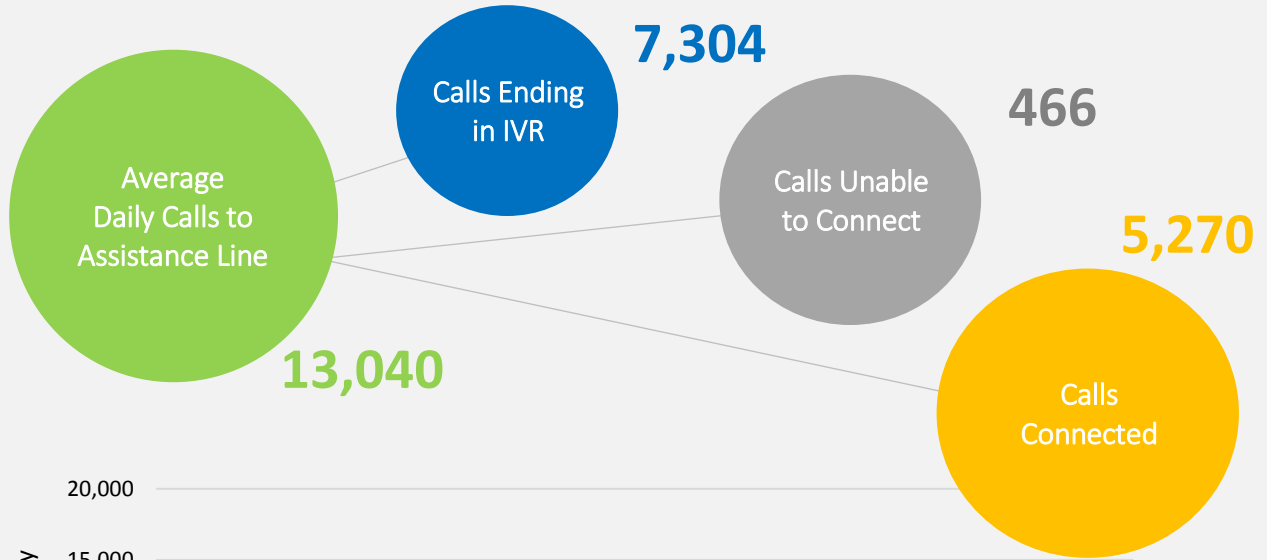 7,304
Calls Ending
in IVR
466
Calls Unable
to Connect
Average
Daily Calls to
Assistance Line
5,270
13,040
Calls
Connected
20,000
15,000